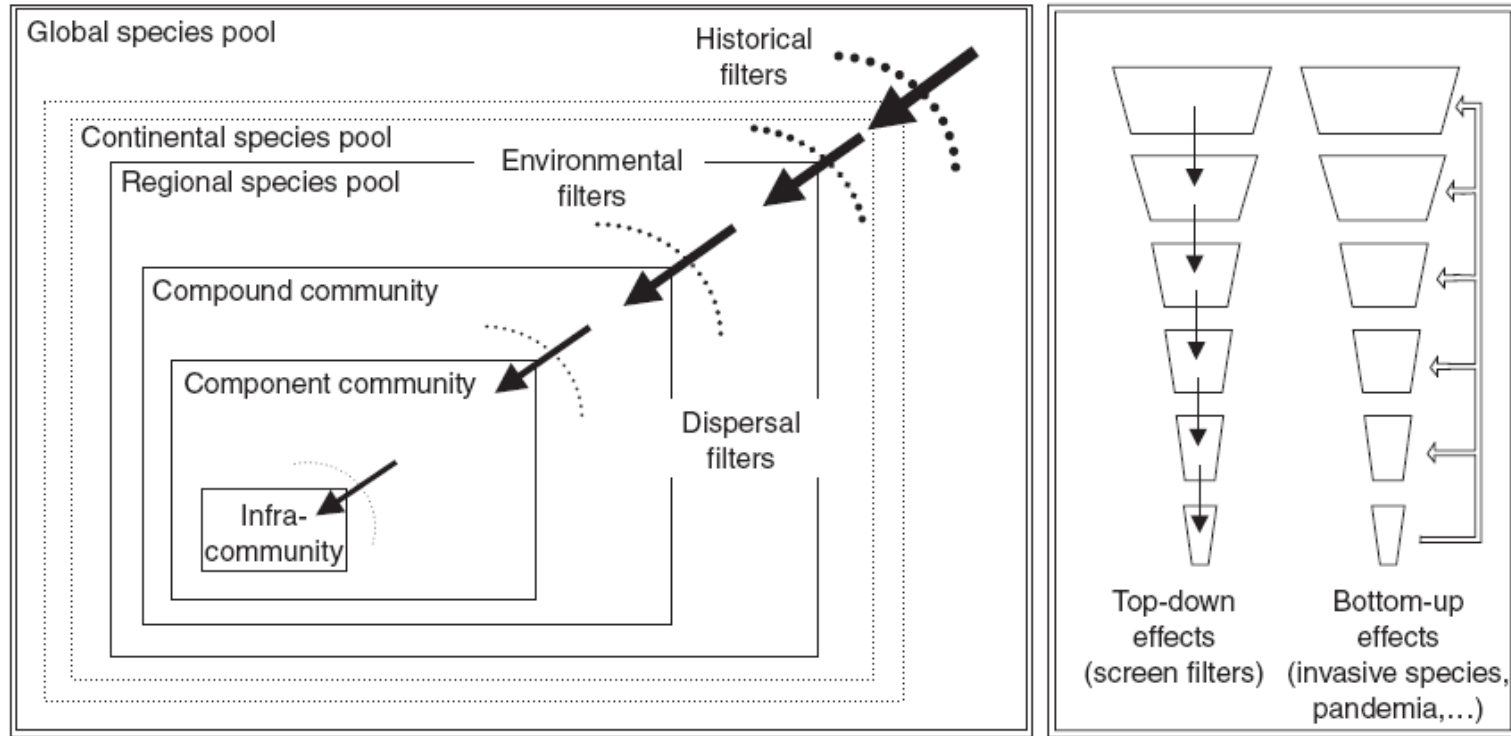 Global species pool
Historical
filters
Continental species pool
Environmental
filters
Regional species pool
Compound community
Component community
Dispersal
filters
Infra-
community
Top-down
effects
(screen filters)
Bottom-up
effects
(invasive species,
pandemia,...)